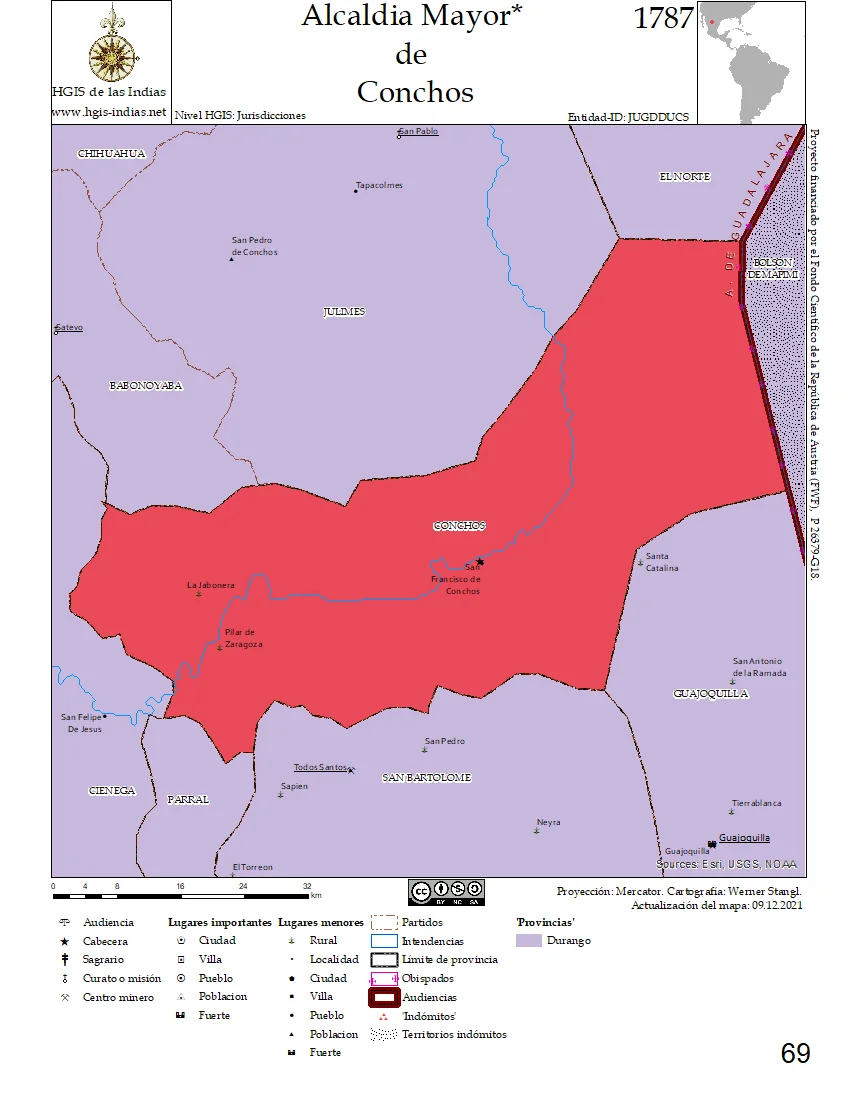 Alcaldia Mayor*
de
Conchos
1787
HGIS de las Indias
www.hgis-indias.net
Nivel HGIS: Jurisdicciones
Entidad-ID: JUGDDUCS
San Pablo
CHIHUAHUA
Tapacolmes
EL NORTE
A. DE GUADALAJARA
San Pedro
de Conchos
BOLSON
DE MAPIMI
JULIMES
Satevo
BABONOYABA
CONCHOS
San
Francisco de
Conchos
Santa
Catalina
La Jabonera
Pilar de
Zaragoza
San Antonio
de la Ramada
GUAJOQUILLA
San Felipe
De Jesus
San Pedro
Todos Santos
SAN BARTOLOME
CIENEGA
PARRAL
Sapien
Tierrablanca
Neyra
Guajoquilla
Guajoquilla
El Torreon
Sources: Esri, USGS, NOAA
Proyecto financiado por el Fondo Científico de la República de Austria (FWF), P 26379-G18.
0 4 8 16 24 32
km
CC BY NC SA
Proyección: Mercator. Cartografía: Werner Stangl.
Actualización del mapa: 09.12.2021
Audiencia
Cabecera
Sagrario
Curato o misión
Centro minero
Lugares importantes
Ciudad
Villa
Pueblo
Poblacion
Fuerte
Lugares menores
Rural
Localidad
Ciudad
Villa
Pueblo
Poblacion
Fuerte
Partidos
Intendencias
Límite de provincia
Obispados
Audiencias
'Indómitos'
Territorios indómitos
'Provincias'
Durango
69